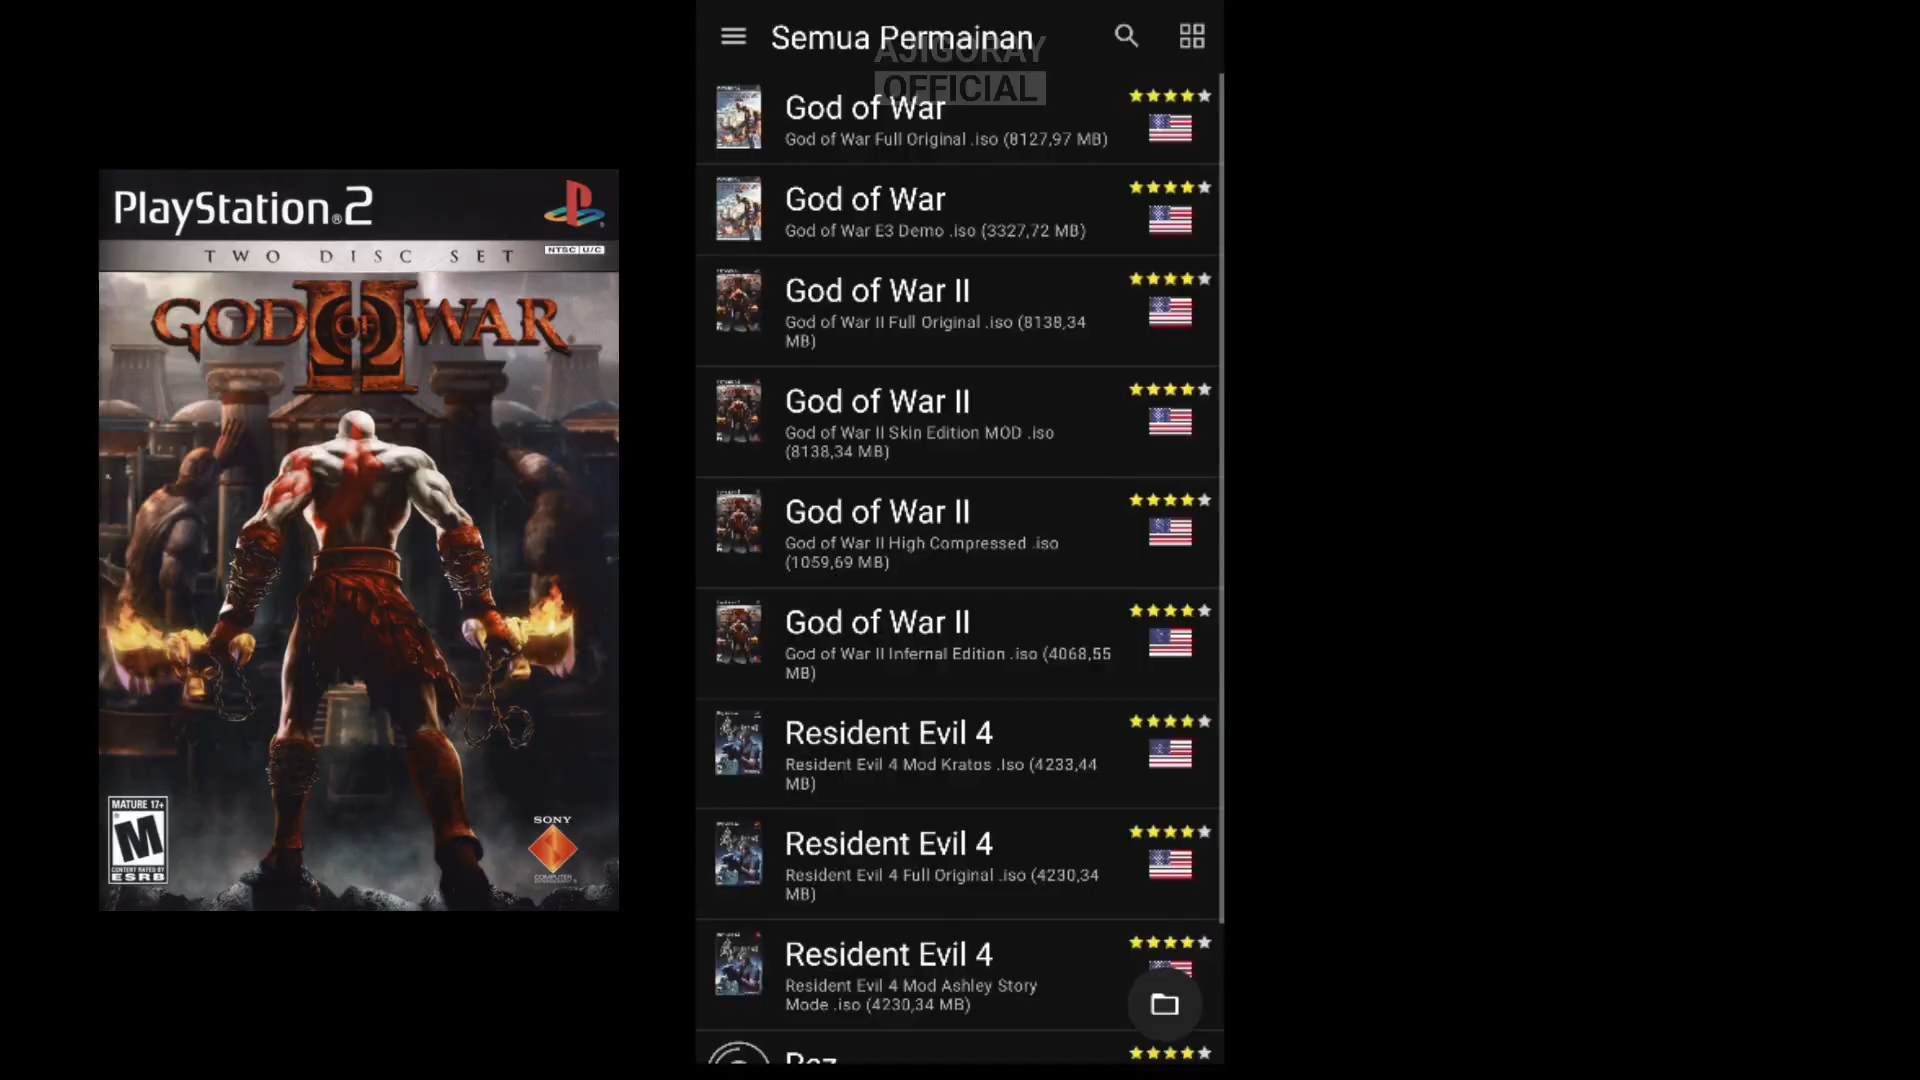 PlayStation®2
TWO DISC SET
NTSC U/C
GOD OF WAR
II
MATURE 17+
M
CONTENT RATED BY
ESRB
SONY
COMPUTER
Semua Permainan
AJIGORAY
OFFICIAL
God of War
God of War Full Original .iso (8127,97 MB)
God of War
God of War E3 Demo .iso (3327,72 MB)
God of War II
God of War II Full Original .iso (8138,34
MB)
God of War II
God of War II Skin Edition MOD .iso
(8138,34 MB)
God of War II
God of War II High Compressed .iso
(1059,69 MB)
God of War II
God of War II Infernal Edition .iso (4068,55
MB)
Resident Evil 4
Resident Evil 4 Mod Kratos .Iso (4233,44
MB)
Resident Evil 4
Resident Evil 4 Full Original .iso (4230,34
MB)
Resident Evil 4
Resident Evil 4 Mod Ashley Story
Mode .iso (4230,34 MB)